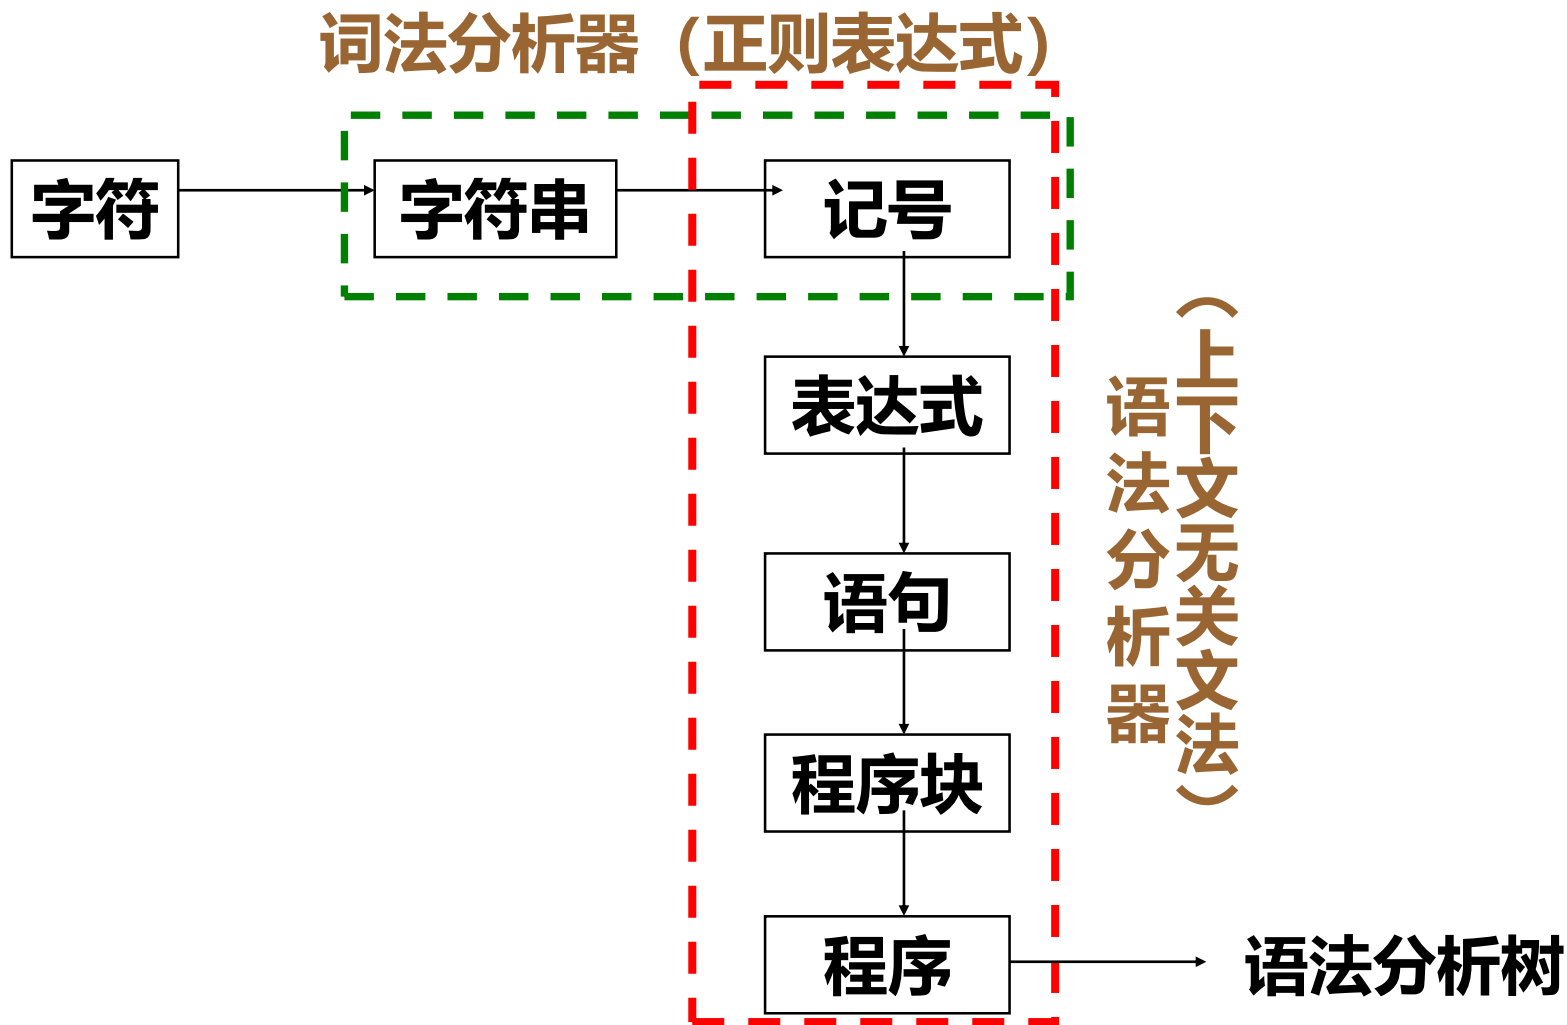 词法分析器（正则表达式）
字符
字符串
记号
表达式
语句
程序块
程序
语法分析器
（上下文无关文法）
语法分析树